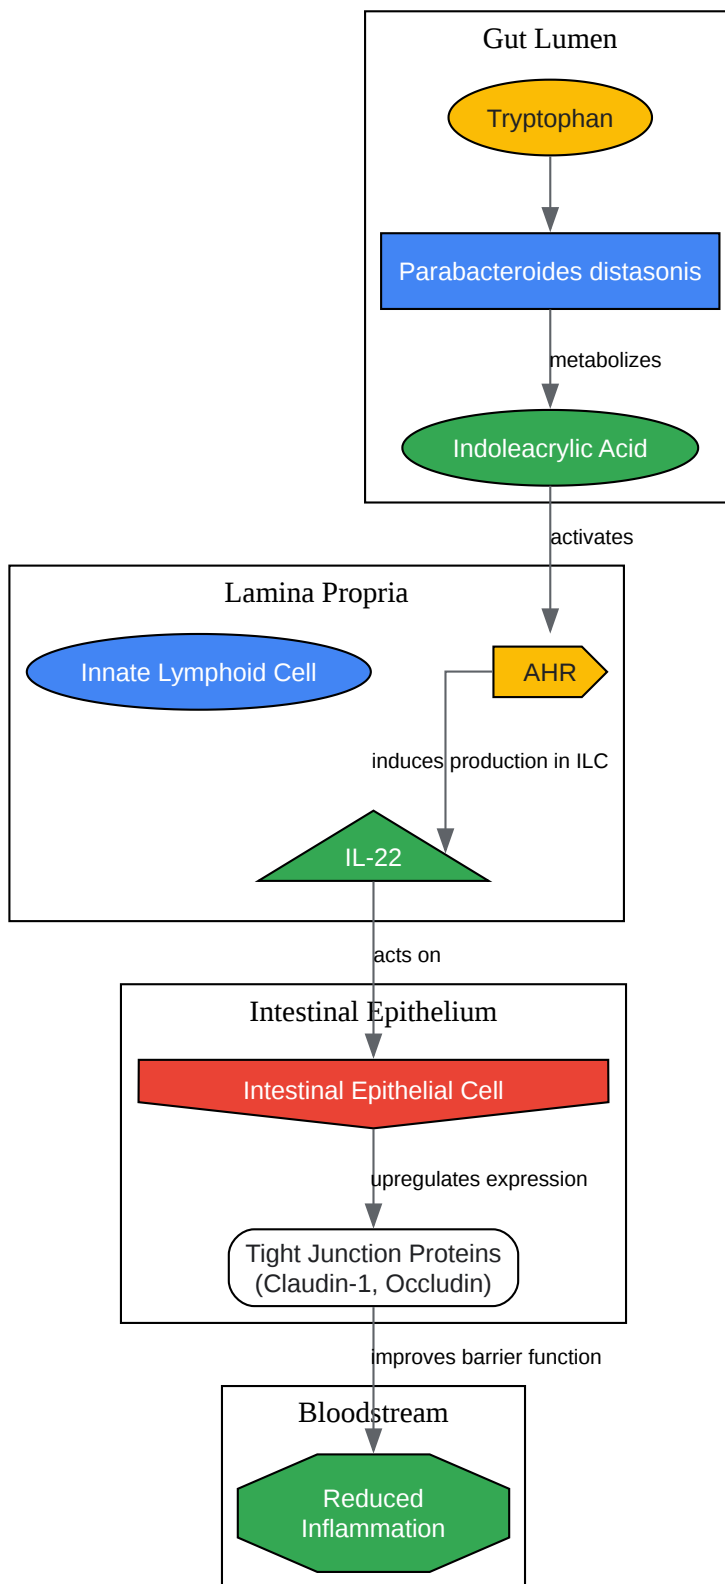 Gut Lumen
Tryptophan
Parabacteroides distasonis
metabolizes
Indoleacrylic Acid
activates
Lamina Propria
Innate Lymphoid Cell
AHR
induces production in ILC
IL-22
acts on
Intestinal Epithelium
Intestinal Epithelial Cell
upregulates expression
Tight Junction Proteins
(Claudin-1, Occludin)
improves barrier function
Bloodstream
Reduced
Inflammation